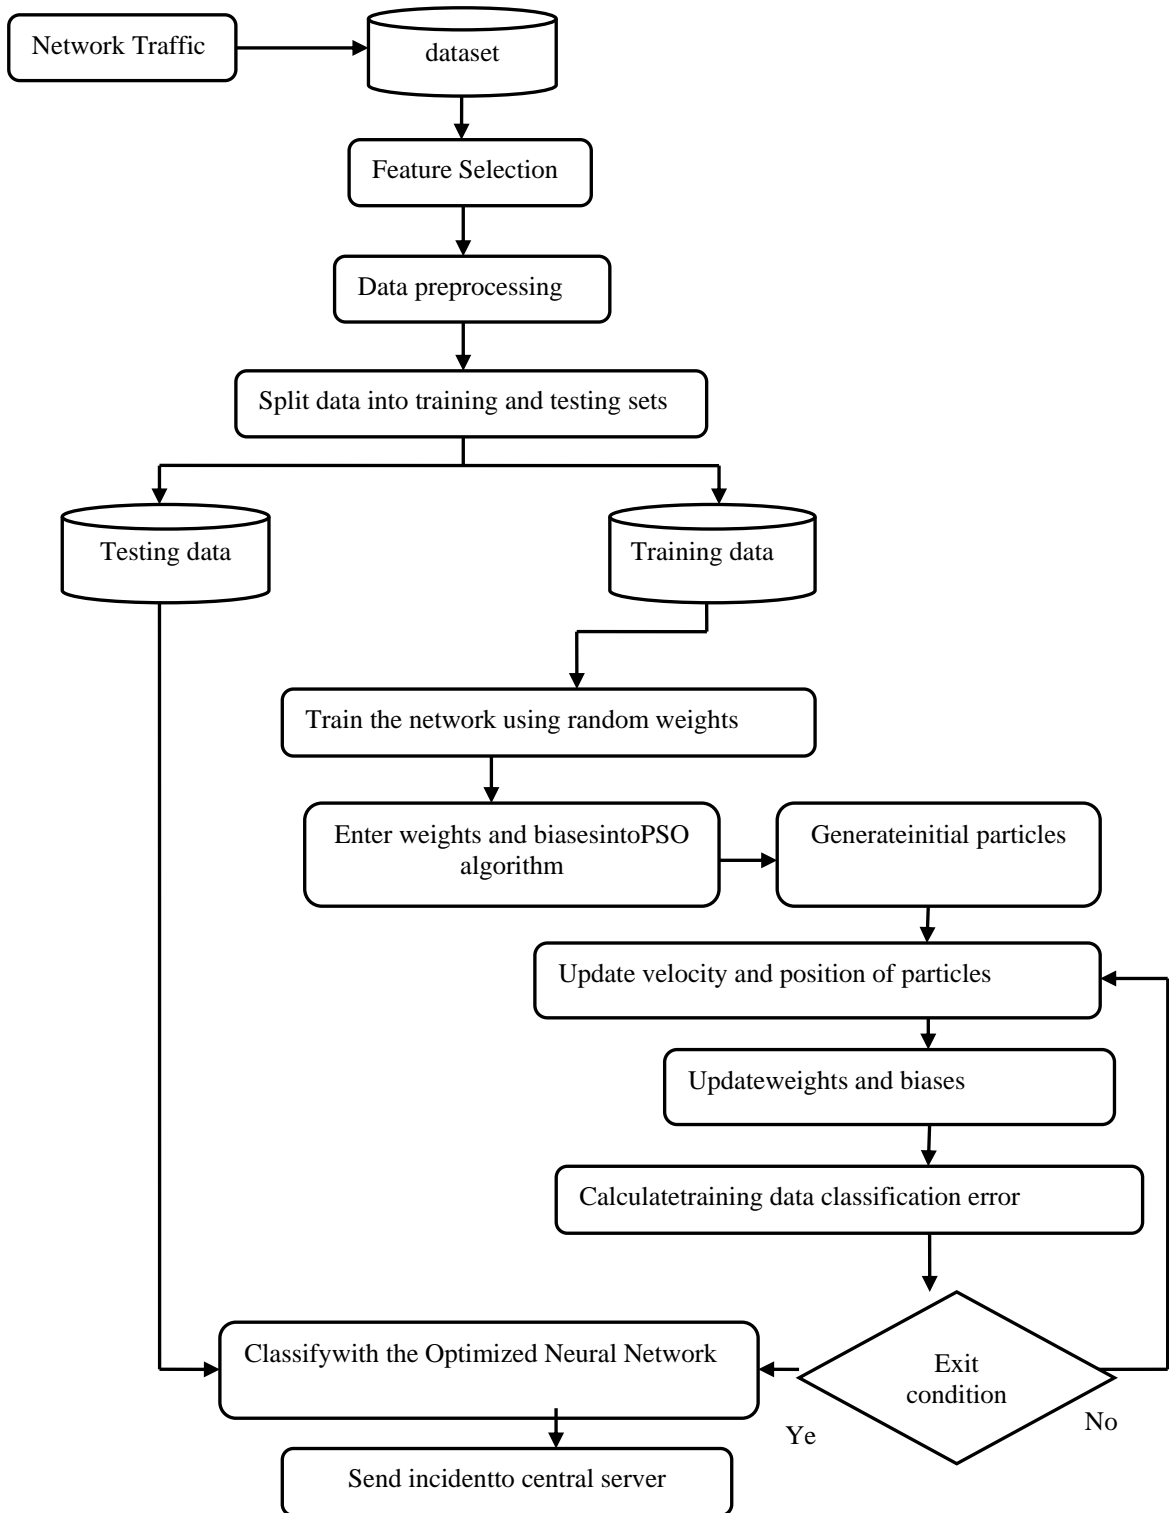 Network Traffic
dataset
Feature Selection
Data preprocessing
Split data into training and testing sets
Testing data
Training data
Train the network using random weights
Enter weights and biasesintoPSO
algorithm
Generateinitial particles
Update velocity and position of particles
Updateweights and biases
Calculatetraining data classification error
Exit
condition
Ye
No
Classifywith the Optimized Neural Network
Send incidentto central server